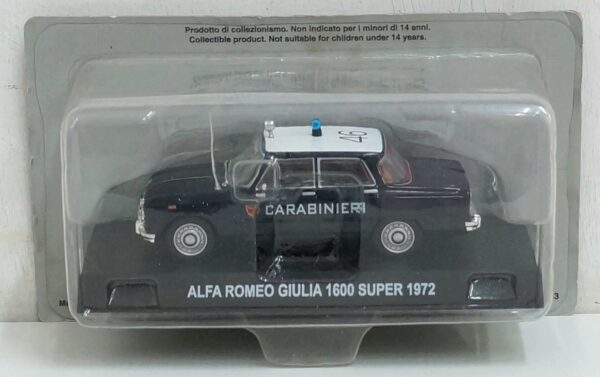 Prodotto di collezionismo. Non indicato per i minori di 14 anni.
Collectible product. Not suitable for children under 14 years.
46
CARABINIERI
ALFA ROMEO GIULIA 1600 SUPER 1972